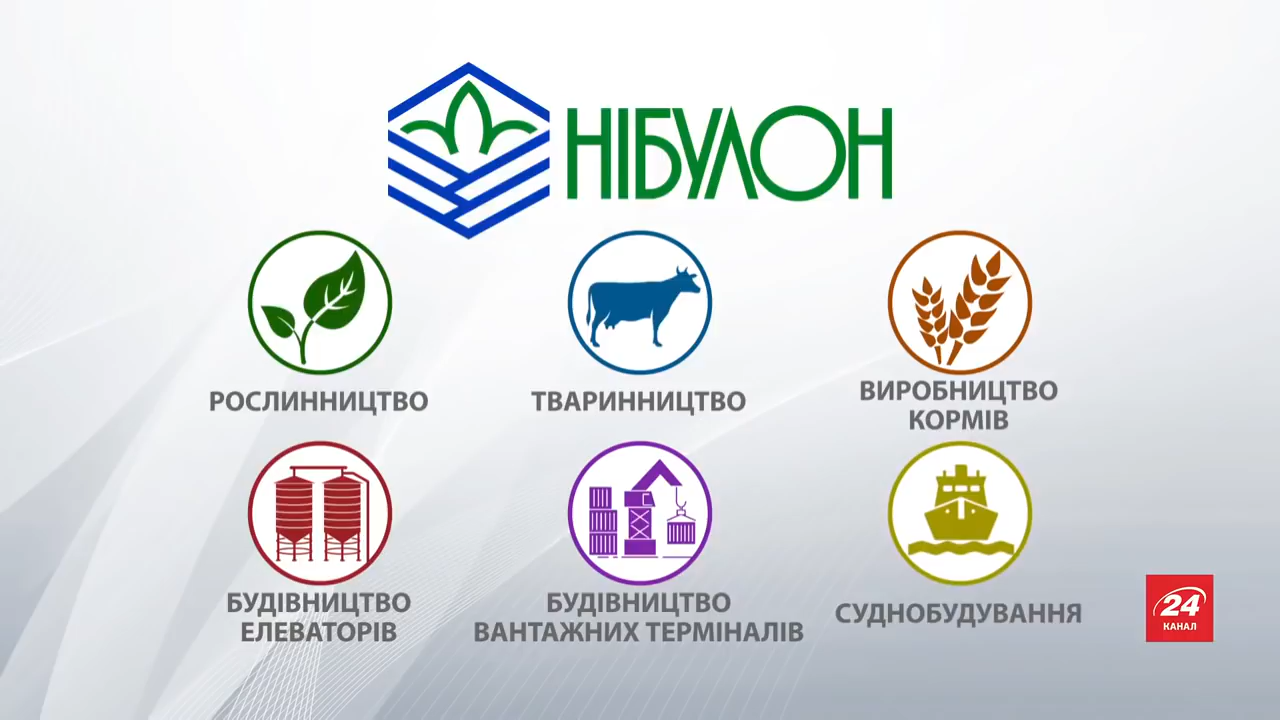 НІБУЛОН
РОСЛИННИЦТВО
ТВАРИННИЦТВО
ВИРОБНИЦТВО
КОРМІВ
БУДІВНИЦТВО
ЕЛЕВАТОРІВ
БУДІВНИЦТВО
ВАНТАЖНИХ ТЕРМІНАЛІВ
СУДНОБУДУВАННЯ
24
КАНАЛ